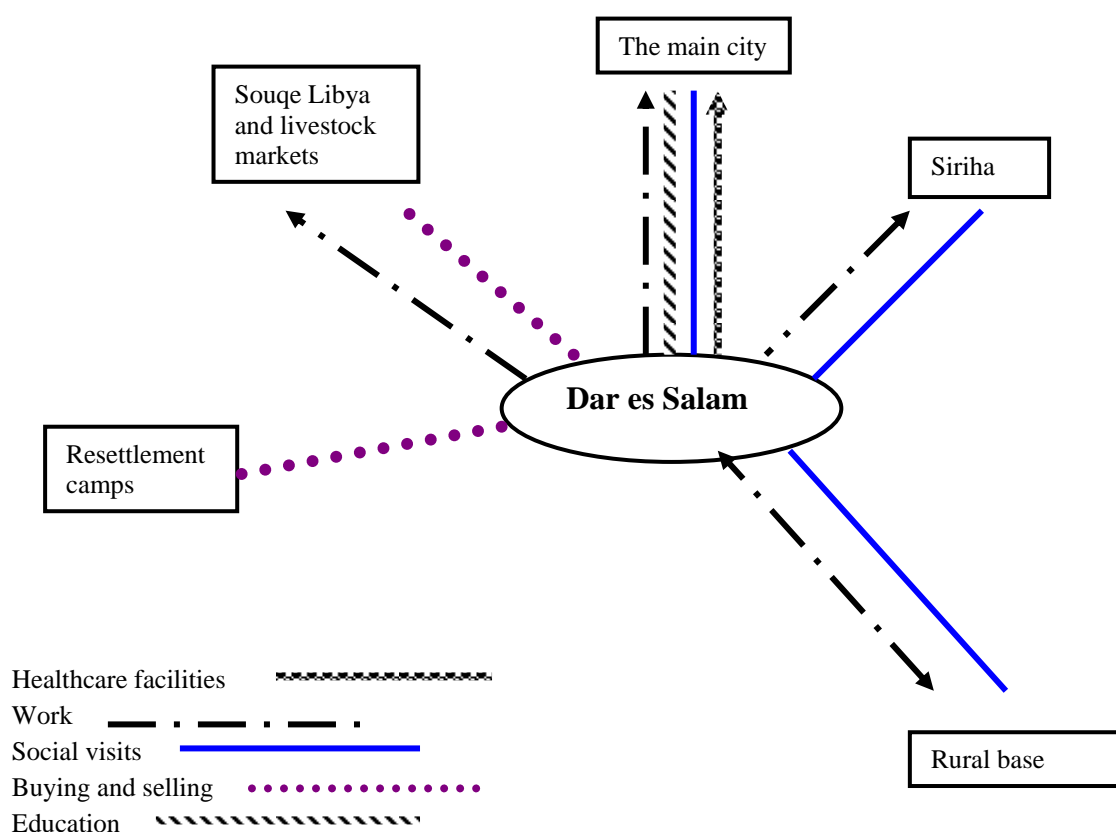 The main city
Souqe Libya
and livestock
markets
Siriha
Dar es Salam
Resettlement
camps
Rural base
Healthcare facilities
Work
Social visits
Buying and selling
Education